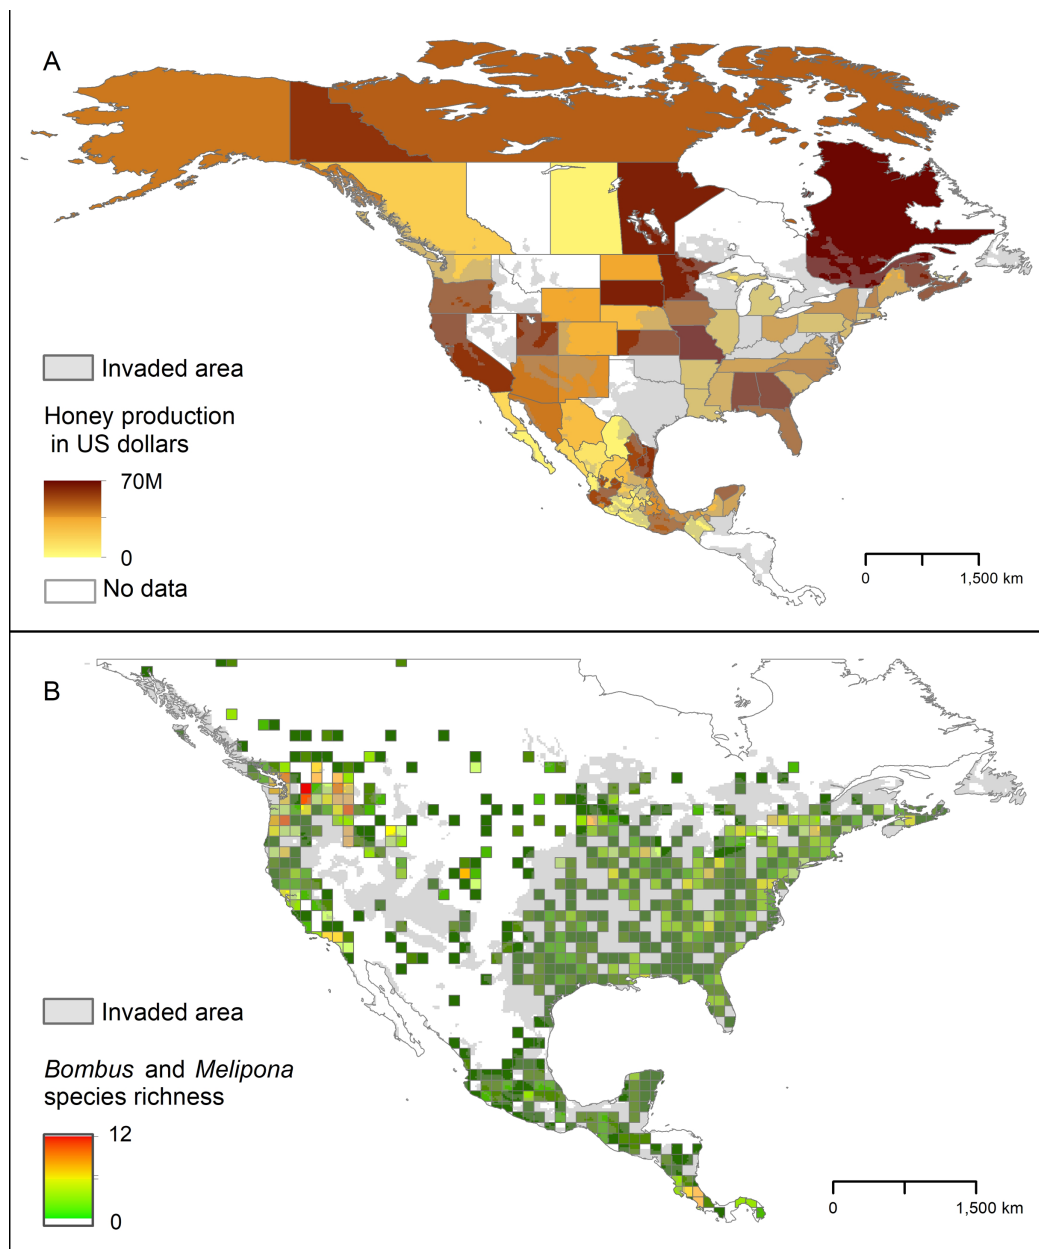 A
Invaded area
Honey production
in US dollars
70M
0
No data
0 1,500 km
B
Invaded area
Bombus and Melipona
species richness
12
0
0 1,500 km